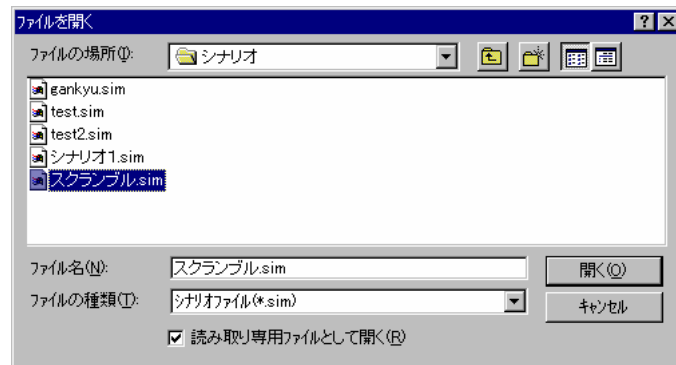 ファイルを開く
ファイルの場所(I):
シナリオ
gankyu.sim
test.sim
test2.sim
シナリオ1.sim
スクランブル.sim
ファイル名(N):
スクランブル.sim
開く(O)
ファイルの種類(T):
シナリオファイル(*.sim)
キャンセル
読み取り専用ファイルとして開く(R)